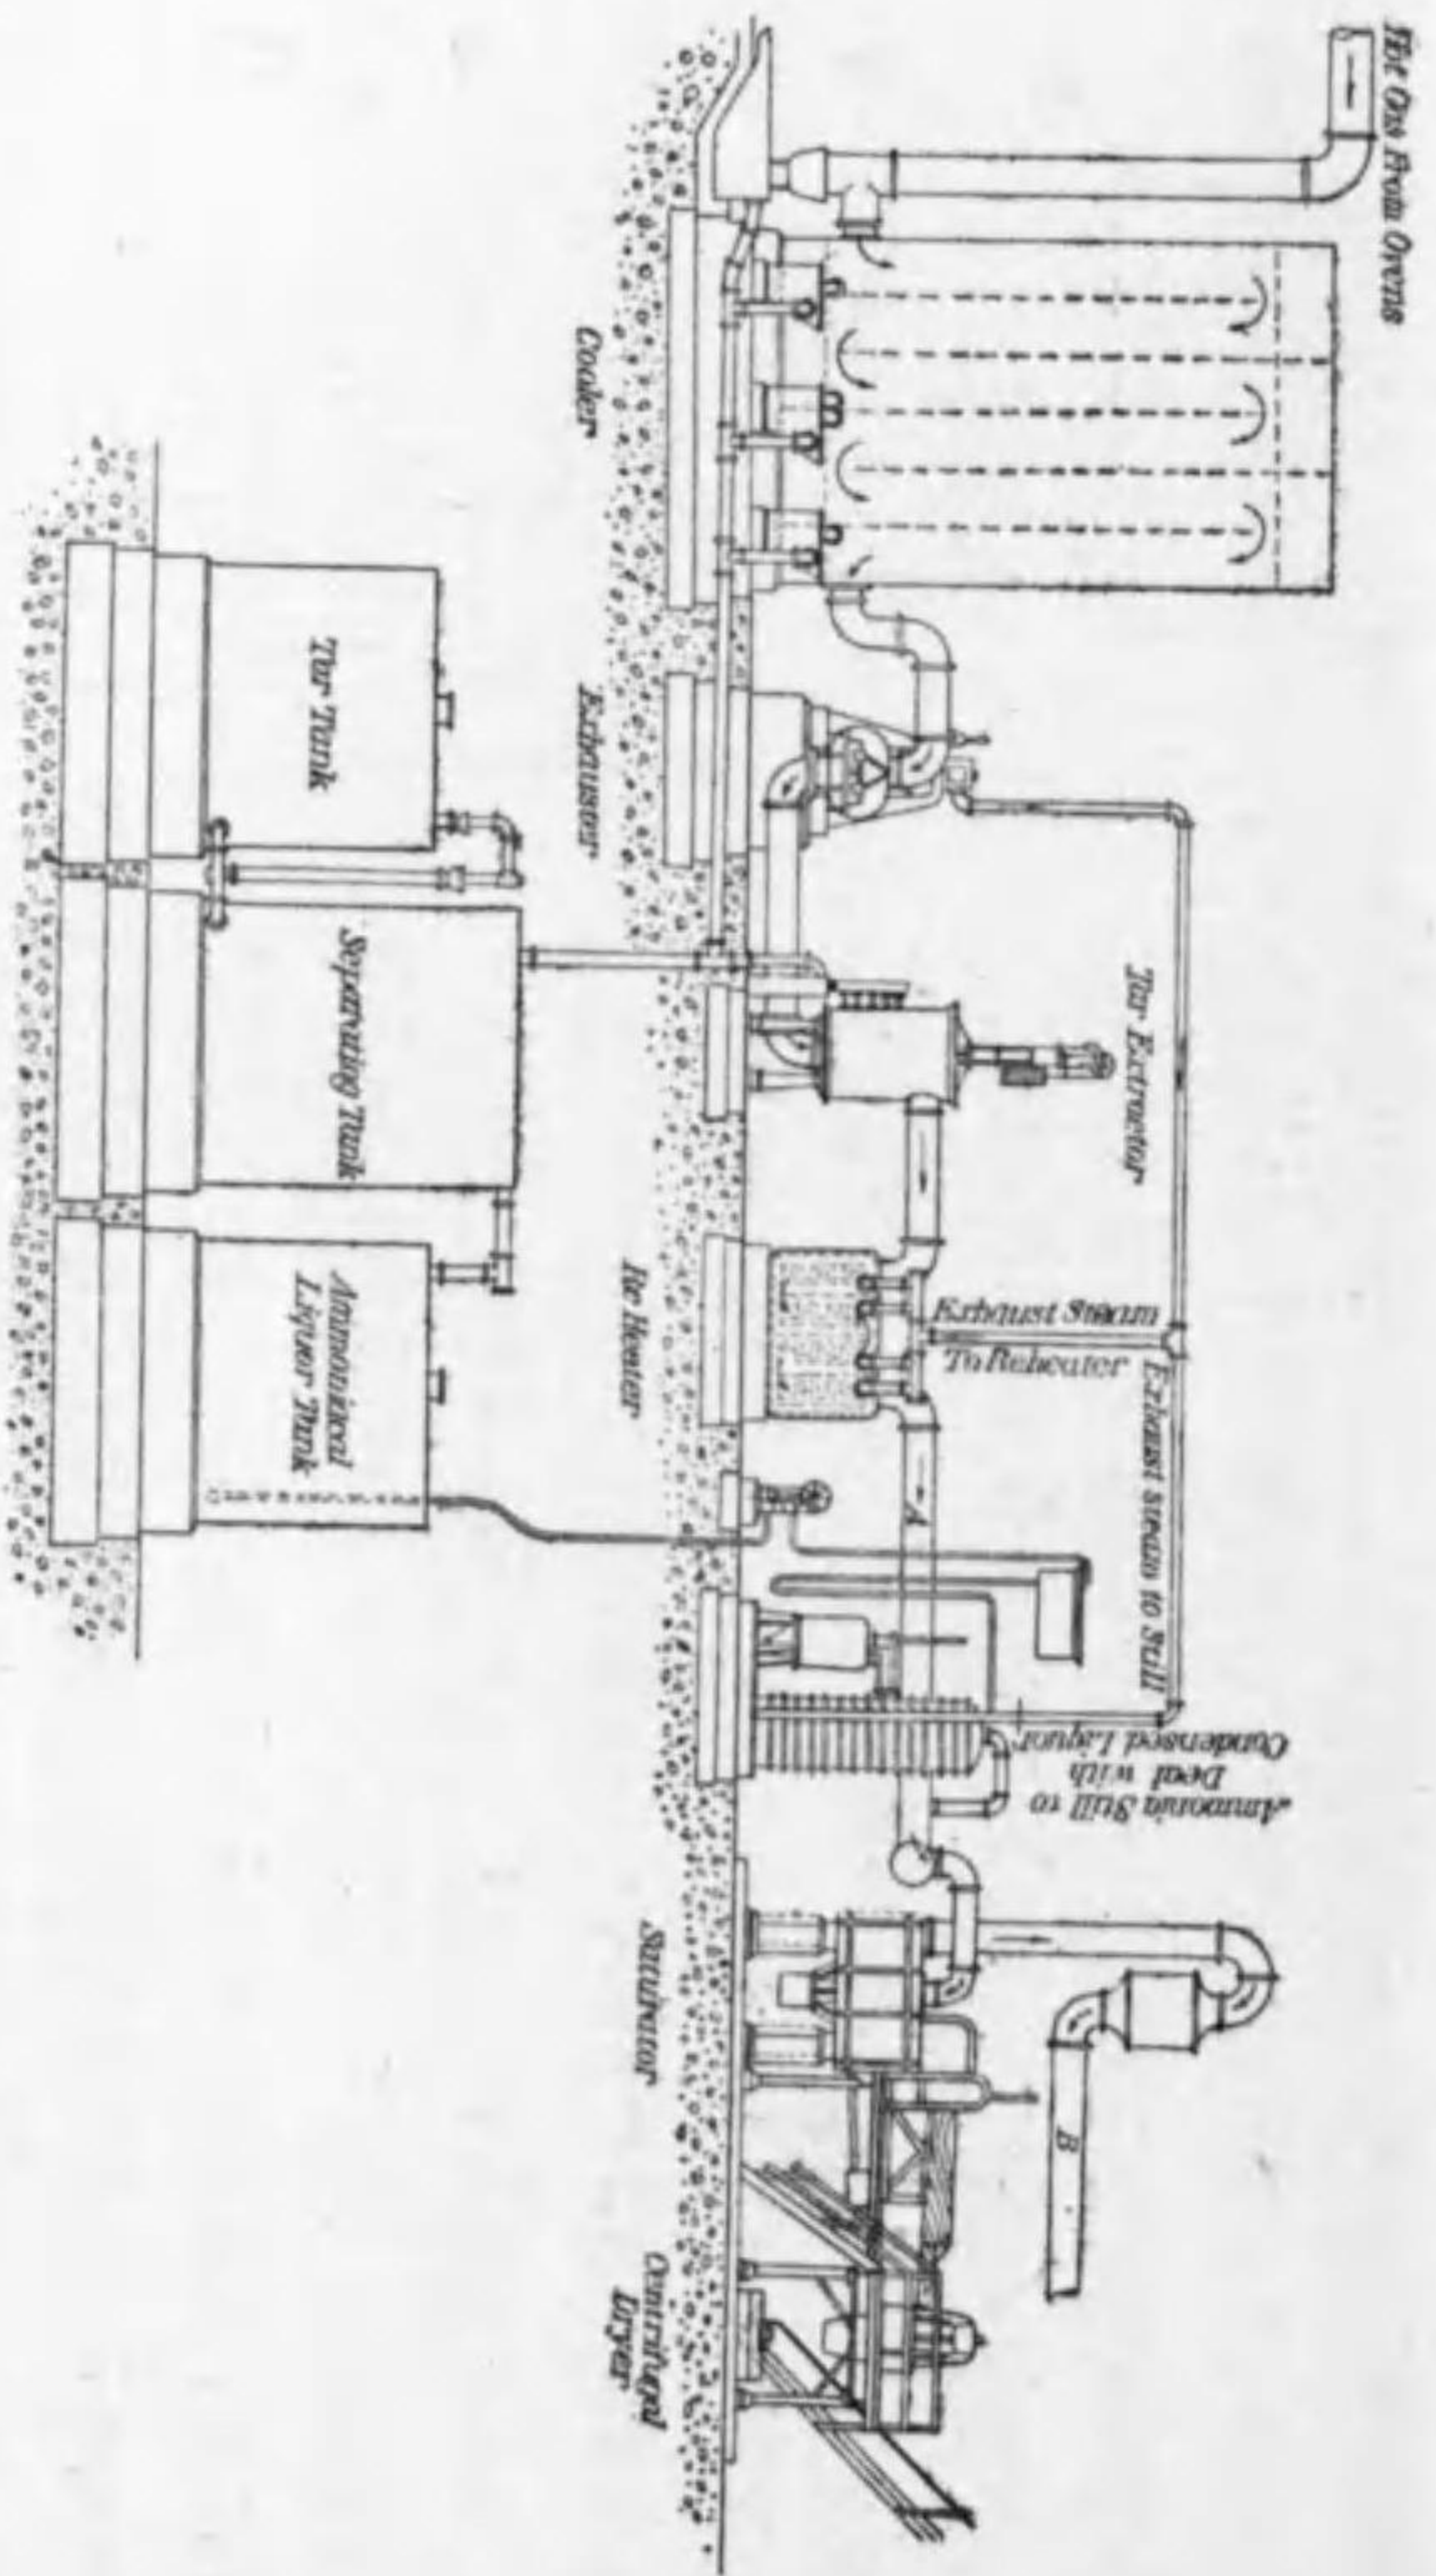 Hot Gas From Ovens
Cooler
Exhauster
Tar Extractor
Exhaust Steam
To Reheater
Exhaust steam to Still
Ammonia Still to
Deal with
Condensed Liquor
Re Heater
A
Saturator
B
Centrifugal
Dryer
Tar Tank
Separating Tank
Ammonical
Liquor Tank